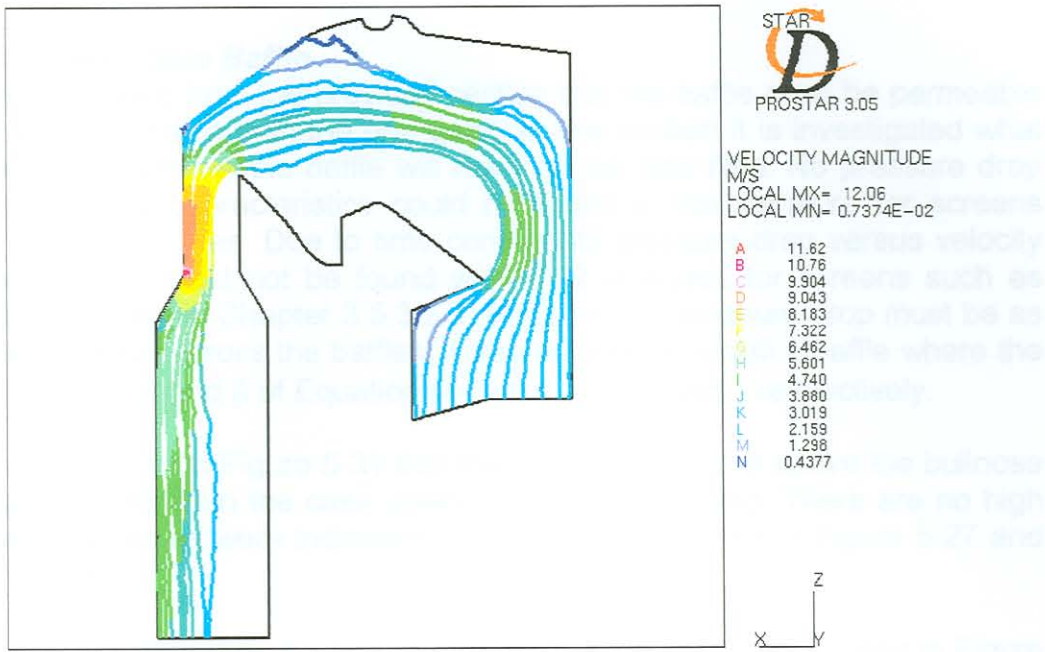 STAR
D
PROSTAR 3.05
VELOCITY MAGNITUDE
M/S
LOCAL MX= 12.06
LOCAL MN= 0.7374E-02
A 11.62
B 10.76
C 9.904
D 9.043
E 8.183
F 7.322
G 6.462
H 5.601
I 4.740
J 3.880
K 3.019
L 2.159
M 1.298
N 0.4377
Z
X Y